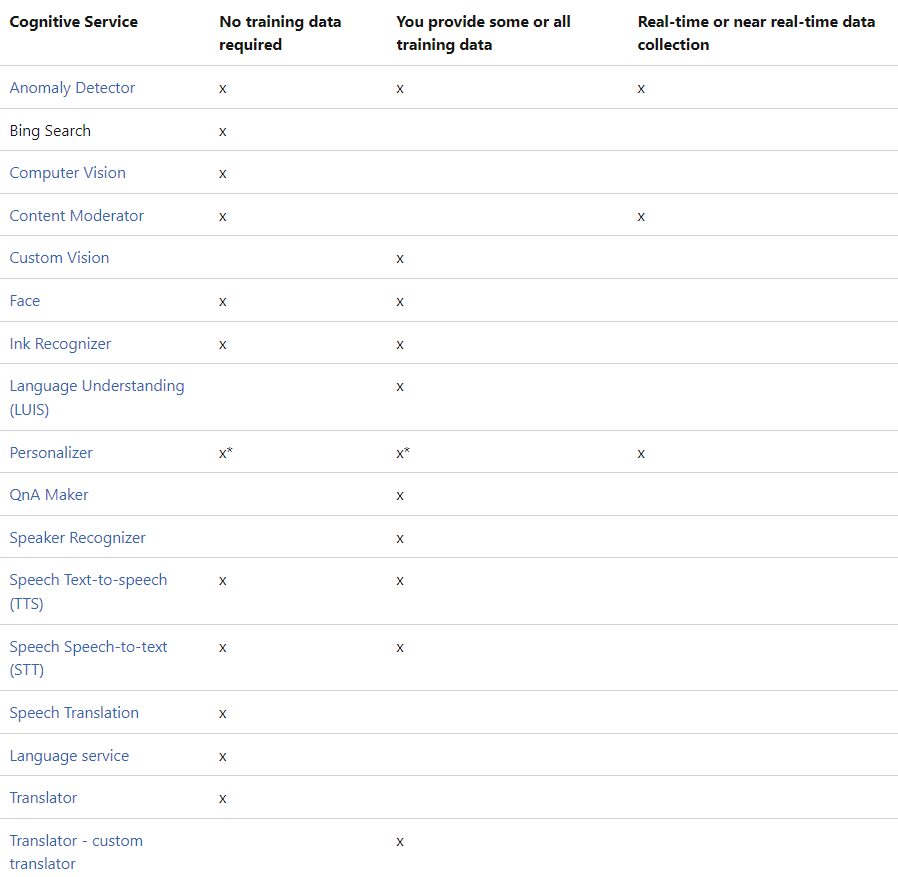 Cognitive Service No training data required You provide some or all training data Real-time or near real-time data collection
Anomaly Detector x x x
Bing Search x
Computer Vision x
Content Moderator x x
Custom Vision x
Face x x
Ink Recognizer x x
Language Understanding (LUIS) x
Personalizer x* x* x
QnA Maker x
Speaker Recognizer x
Speech Text-to-speech (TTS) x x
Speech Speech-to-text (STT) x x
Speech Translation x
Language service x
Translator x
Translator - custom translator x